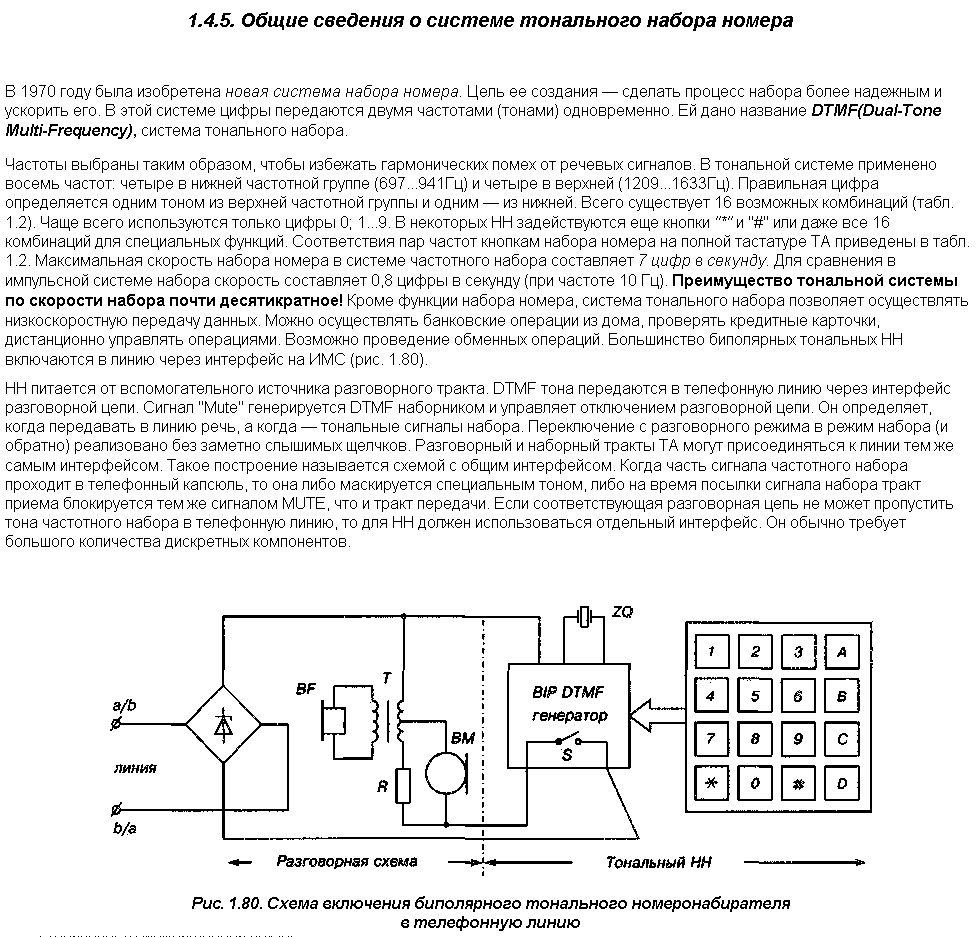 1.4.5. Общие сведения о системе тонального набора номера
В 1970 году была изобретена новая система набора номера. Цель ее создания — сделать процесс набора более надежным и
ускорить его. В этой системе цифры передаются двумя частотами (тонами) одновременно. Ей дано название DTMF(Dual-Tone
Multi-Frequency), система тонального набора.
Частоты выбраны таким образом, чтобы избежать гармонических помех от речевых сигналов. В тональной системе применено
восемь частот: четыре в нижней частотной группе (697...941Гц) и четыре в верхней (1209...1633Гц). Правильная цифра
определяется одним тоном из верхней частотной группы и одним — из нижней. Всего существует 16 возможных комбинаций (табл.
1.2). Чаще всего используются только цифры 0; 1...9. В некоторых НН задействуются еще кнопки "*" и "#" или даже все 16
комбинаций для специальных функций. Соответствия пар частот кнопкам набора номера на полной тастатуре ТА приведены в табл.
1.2. Максимальная скорость набора номера в системе частотного набора составляет 7 цифр в секунду. Для сравнения в
импульсной системе набора скорость составляет 0,8 цифры в секунду (при частоте 10 Гц). Преимущество тональной системы
по скорости набора почти десятикратное! Кроме функции набора номера, система тонального набора позволяет осуществлять
низкоскоростную передачу данных. Можно осуществлять банковские операции из дома, проверять кредитные карточки,
дистанционно управлять операциями. Возможно проведение обменных операций. Большинство биполярных тональных НН
включаются в линию через интерфейс на ИМС (рис. 1.80).
НН питается от вспомогательного источника разговорного тракта. DTMF тона передаются в телефонную линию через интерфейс
разговорной цепи. Сигнал "Mute" генерируется DTMF наборником и управляет отключением разговорной цепи. Он определяет,
когда передавать в линию речь, а когда — тональные сигналы набора. Переключение с разговорного режима в режим набора (и
обратно) реализовано без заметно слышимых щелчков. Разговорный и наборный тракты ТА могут присоединяться к линии тем же
самым интерфейсом. Такое построение называется схемой с общим интерфейсом. Когда часть сигнала частотного набора
проходит в телефонный капсюль, то она либо маскируется специальным тоном, либо на время посылки сигнала набора тракт
приема блокируется тем же сигналом MUTE, что и тракт передачи. Если соответствующая разговорная цепь не может пропустить
тона частотного набора в телефонную линию, то для НН должен использоваться отдельный интерфейс. Он обычно требует
большого количества дискретных компонентов.
a/b
линия
b/a
BF
T
R
BM
ZQ
BIP DTMF
генератор
S
1 2 3 A
4 5 6 B
7 8 9 C
* 0 # D
Разговорная схема
Тональный НН
Рис. 1.80. Схема включения биполярного тонального номеронабирателя
в телефонную линию